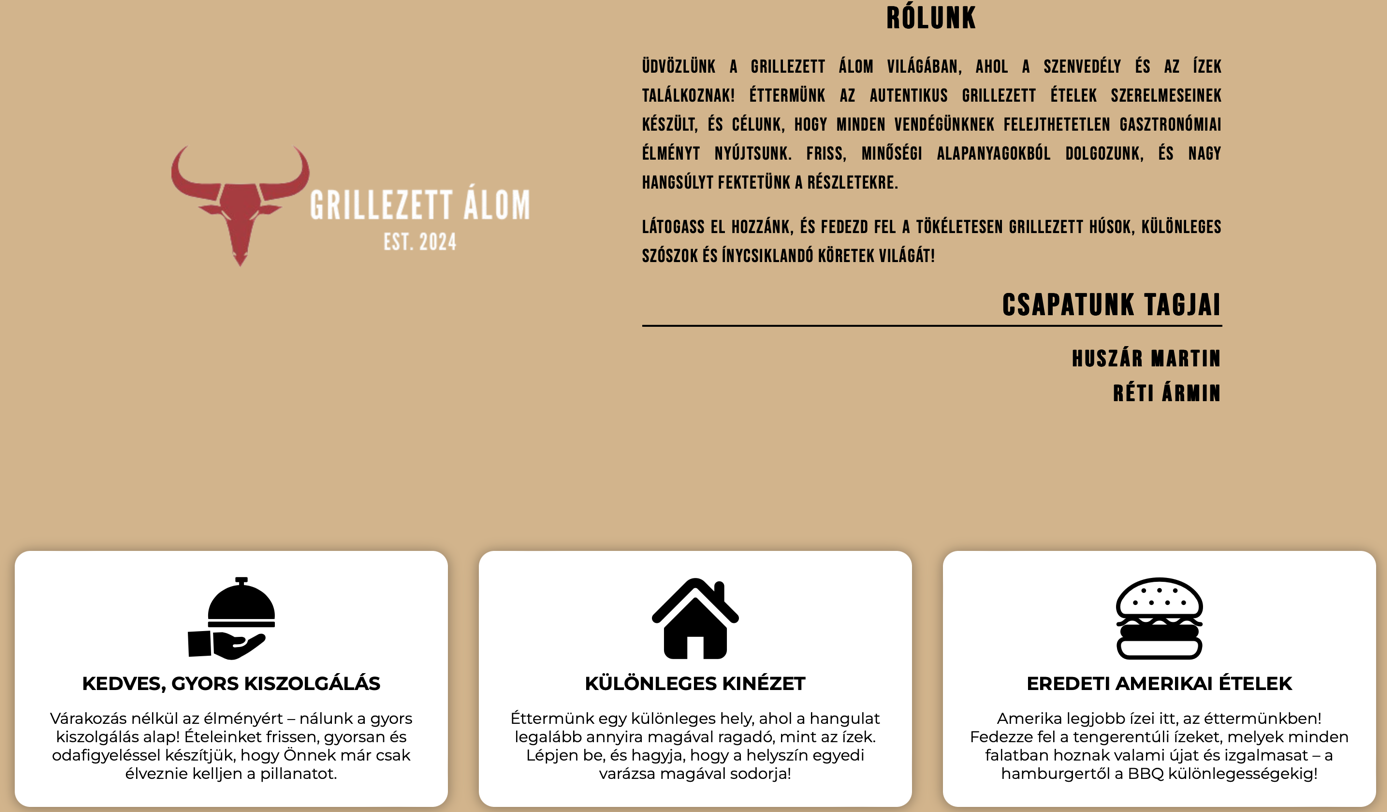 RÓLUNK
ÜDVÖZLÜNK A GRILLEZETT ÁLOM VILÁGÁBAN, AHOL A SZENVEDÉLY ÉS AZ ÍZEK
TALÁLKOZNAK! ÉTTERMÜNK AZ AUTENTIKUS GRILLEZETT ÉTELEK SZERELMESEINEK
KÉSZÜLT, ÉS CÉLUNK, HOGY MINDEN VENDÉGÜNKNEK FELEJTHETETLEN GASZTRONÓMIAI
ÉLMÉNYT NYÚJTSUNK. FRISS, MINŐSÉGI ALAPANYAGOKBÓL DOLGOZUNK, ÉS NAGY
HANGSÚLYT FEKTETÜNK A RÉSZLETEKRE.
LÁTOGASS EL HOZZÁNK, ÉS FEDEZD FEL A TÖKÉLETESEN GRILLEZETT HÚSOK, KÜLÖNLEGES
SZÓSZOK ÉS ÍNYCSIKLANDÓ KÖRETEK VILÁGÁT!
GRILLEZETT ÁLOM
EST. 2024
CSAPATUNK TAGJAI
HUSZÁR MARTIN
RÉTI ÁRMIN
KEDVES, GYORS KISZOLGÁLÁS
Várakozás nélkül az élményért – nálunk a gyors
kiszolgálás alap! Ételeinket frissen, gyorsan és
odafigyeléssel készítjük, hogy Önnek már csak
élveznie kelljen a pillanatot.
KÜLÖNLEGES KINÉZET
Éttermünk egy különleges hely, ahol a hangulat
legalább annyira magával ragadó, mint az ízek.
Lépjen be, és hagyja, hogy a helyszín egyedi
varázsa magával sodorja!
EREDETI AMERIKAI ÉTELEK
Amerika legjobb ízei itt, az éttermünkben!
Fedezze fel a tengerentúli ízeket, melyek minden
falatban hoznak valami újat és izgalmasat – a
hamburgertől a BBQ különlegességekig!